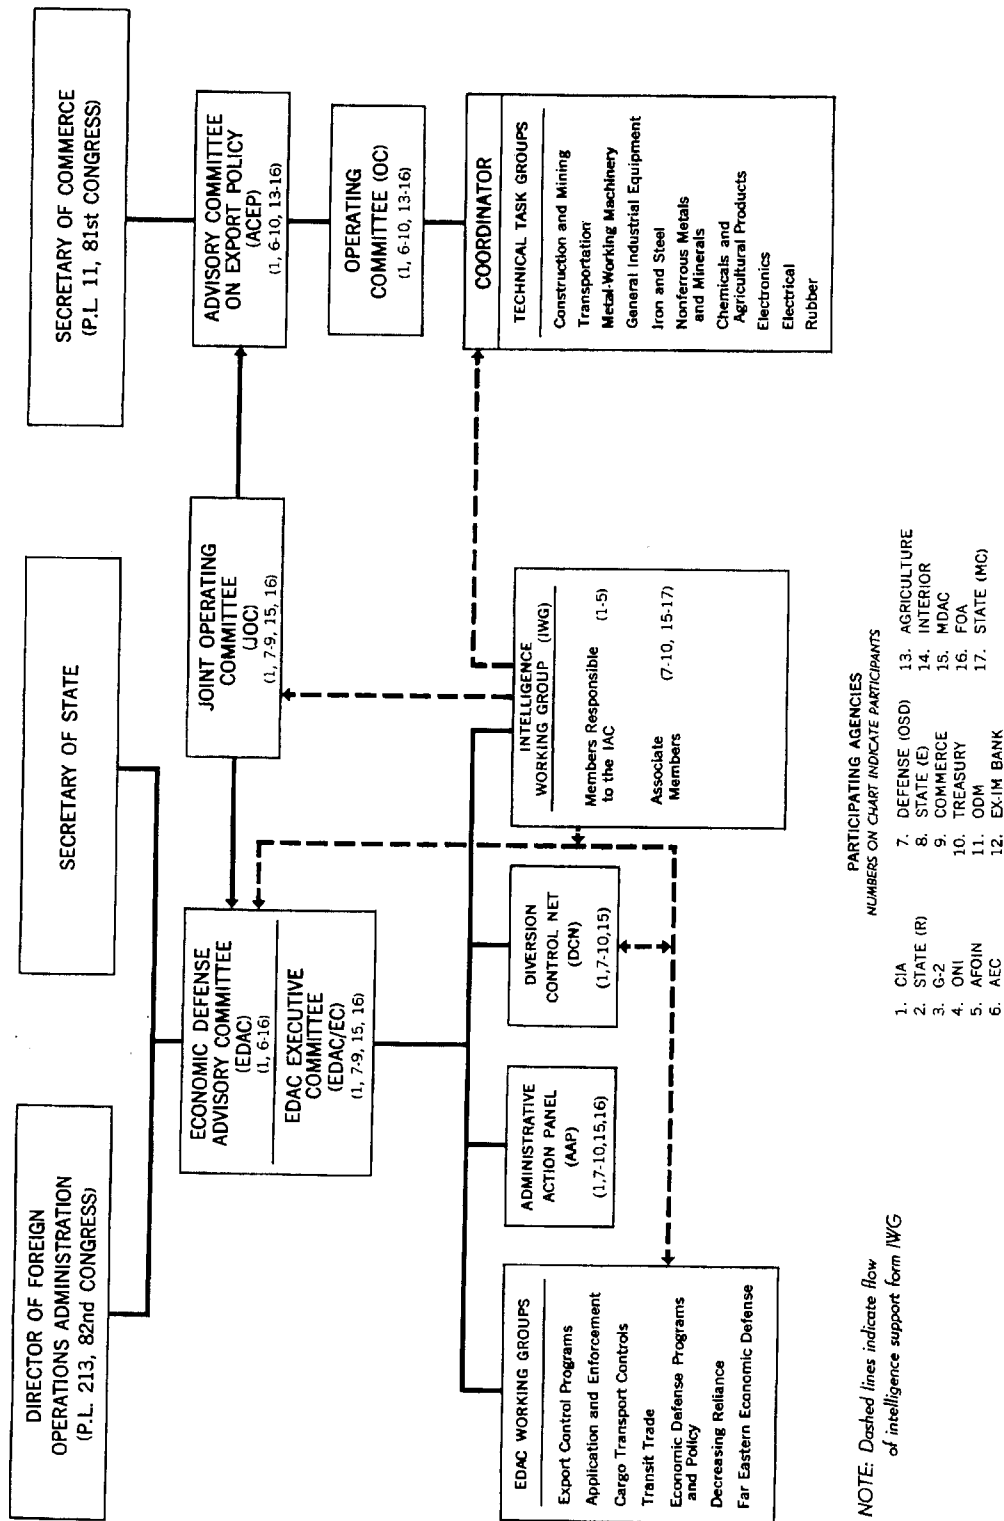 DIRECTOR OF FOREIGN
OPERATIONS ADMINISTRATION
(P.L. 213, 82nd CONGRESS)
SECRETARY OF STATE
SECRETARY OF COMMERCE
(P.L. 11, 81st CONGRESS)
ECONOMIC DEFENSE
ADVISORY COMMITTEE
(EDAC)
(1, 6-16)
EDAC EXECUTIVE
COMMITTEE
(EDAC/EC)
(1, 7-9, 15, 16)
JOINT OPERATING
COMMITTEE
(JOC)
(1, 7-9, 15, 16)
ADVISORY COMMITTEE
ON EXPORT POLICY
(ACEP)
(1, 6-10, 13-16)
OPERATING
COMMITTEE (OC)
(1, 6-10, 13-16)
EDAC WORKING GROUPS
Export Control Programs
Application and Enforcement
Cargo Transport Controls
Transit Trade
Economic Defense Programs
and Policy
Decreasing Reliance
Far Eastern Economic Defense
ADMINISTRATIVE
ACTION PANEL
(AAP)
(1,7-10,15,16)
DIVERSION
CONTROL NET
(DCN)
(1,7-10,15)
INTELLIGENCE
WORKING GROUP (IWG)
Members Responsible
to the IAC (1-5)
Associate
Members (7-10, 15-17)
COORDINATOR
TECHNICAL TASK GROUPS
Construction and Mining
Transportation
Metal-Working Machinery
General Industrial Equipment
Iron and Steel
Nonferrous Metals
and Minerals
Chemicals and
Agricultural Products
Electronics
Electrical
Rubber
NOTE: Dashed lines indicate flow
of intelligence support form IWG
PARTICIPATING AGENCIES
NUMBERS ON CHART INDICATE PARTICIPANTS
1. CIA
2. STATE (R)
3. G-2
4. ONI
5. AFOIN
6. AEC
7. DEFENSE (OSD)
8. STATE (E)
9. COMMERCE
10. TREASURY
11. ODM
12. EX-IM BANK
13. AGRICULTURE
14. INTERIOR
15. MDAC
16. FOA
17. STATE (MC)